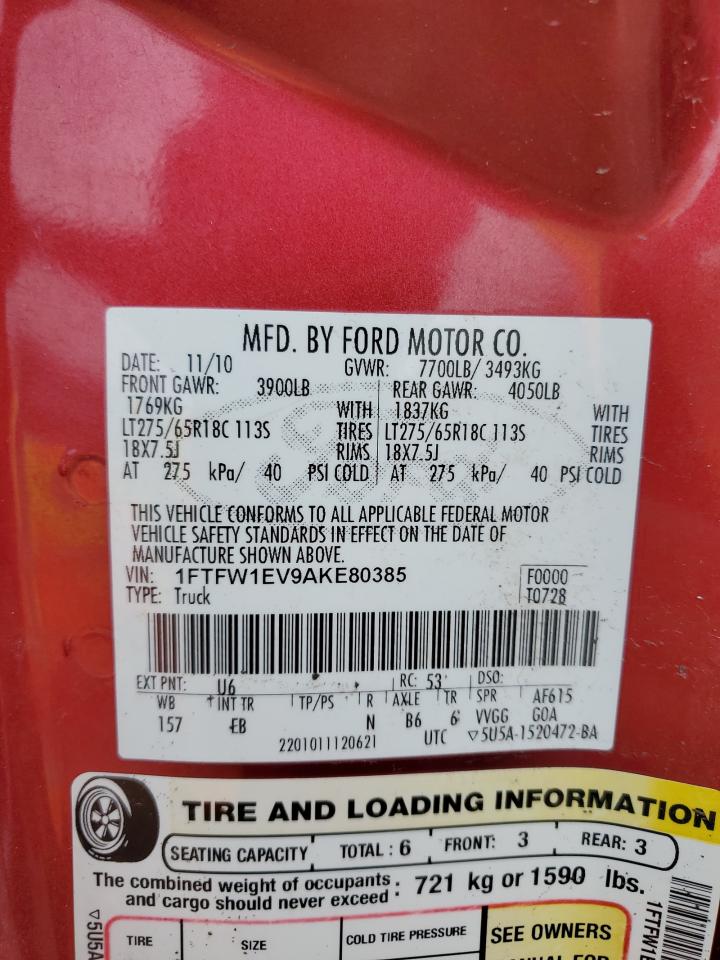 MFD. BY FORD MOTOR CO.
DATE: 11/10 GVWR: 7700LB/ 3493KG
FRONT GAWR: 3900LB REAR GAWR: 4050LB
1769KG WITH 1837KG WITH
LT275/65R18C 113S TIRES LT275/65R18C 113S TIRES
18X7.5J RIMS 18X7.5J RIMS
AT 275 kPa/ 40 PSI COLD AT 275 kPa/ 40 PSI COLD
THIS VEHICLE CONFORMS TO ALL APPLICABLE FEDERAL MOTOR
VEHICLE SAFETY STANDARDS IN EFFECT ON THE DATE OF
MANUFACTURE SHOWN ABOVE.
VIN: 1FTFW1EV9AKE80385 F0000
TYPE: Truck T0728
EXT PNT: U6 RC: 53 DSO:
WB INT TR TP/PS R AXLE TR SPR AF615
157 EB N B6 6 VVGG GOA
2201011120621 UTC ▽5U5A-1520472-BA
TIRE AND LOADING INFORMATION
SEATING CAPACITY TOTAL : 6 FRONT: 3 REAR: 3
The combined weight of occupants : 721 kg or 1590 lbs.
and cargo should never exceed
TIRE SIZE COLD TIRE PRESSURE SEE OWNERS
▽5U5A
1FTFW1E